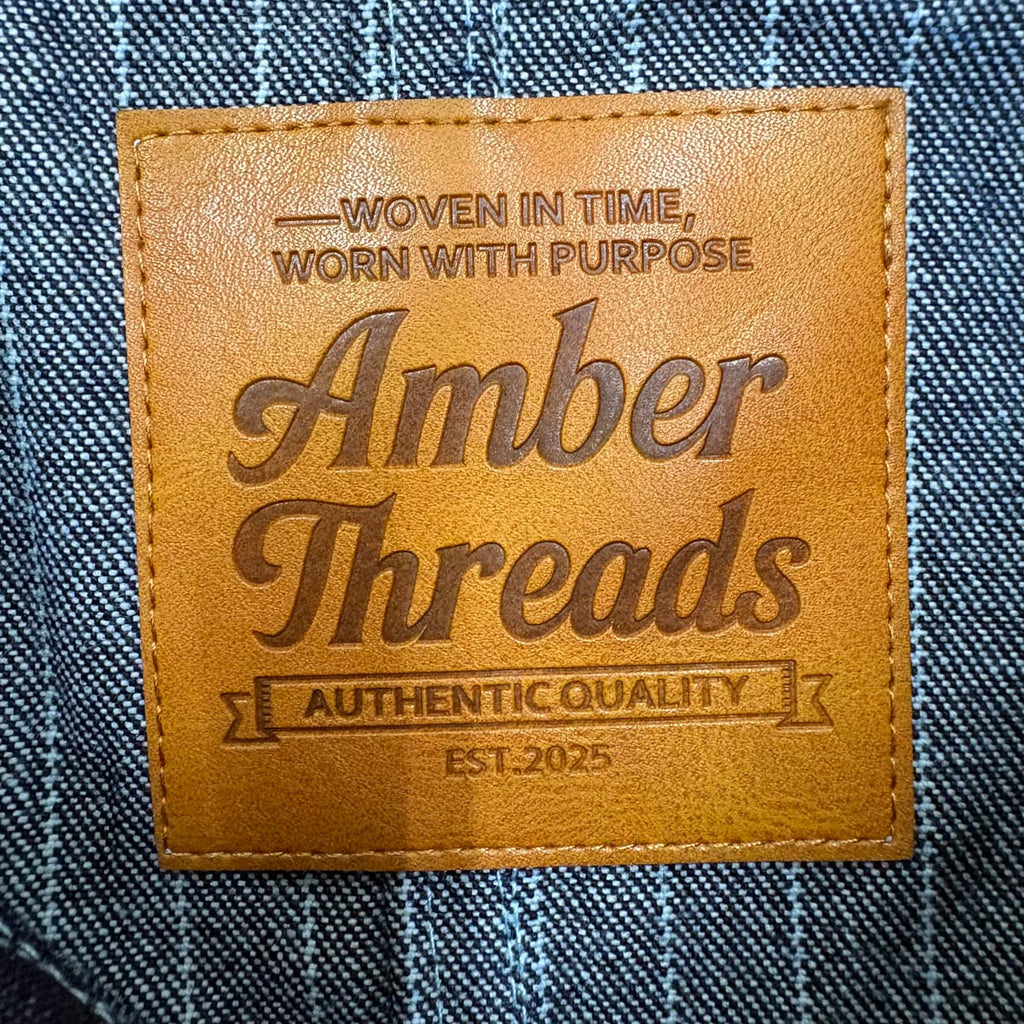 —WOVEN IN TIME,
WORN WITH PURPOSE
Amber
Threads
AUTHENTIC QUALITY
EST.2025